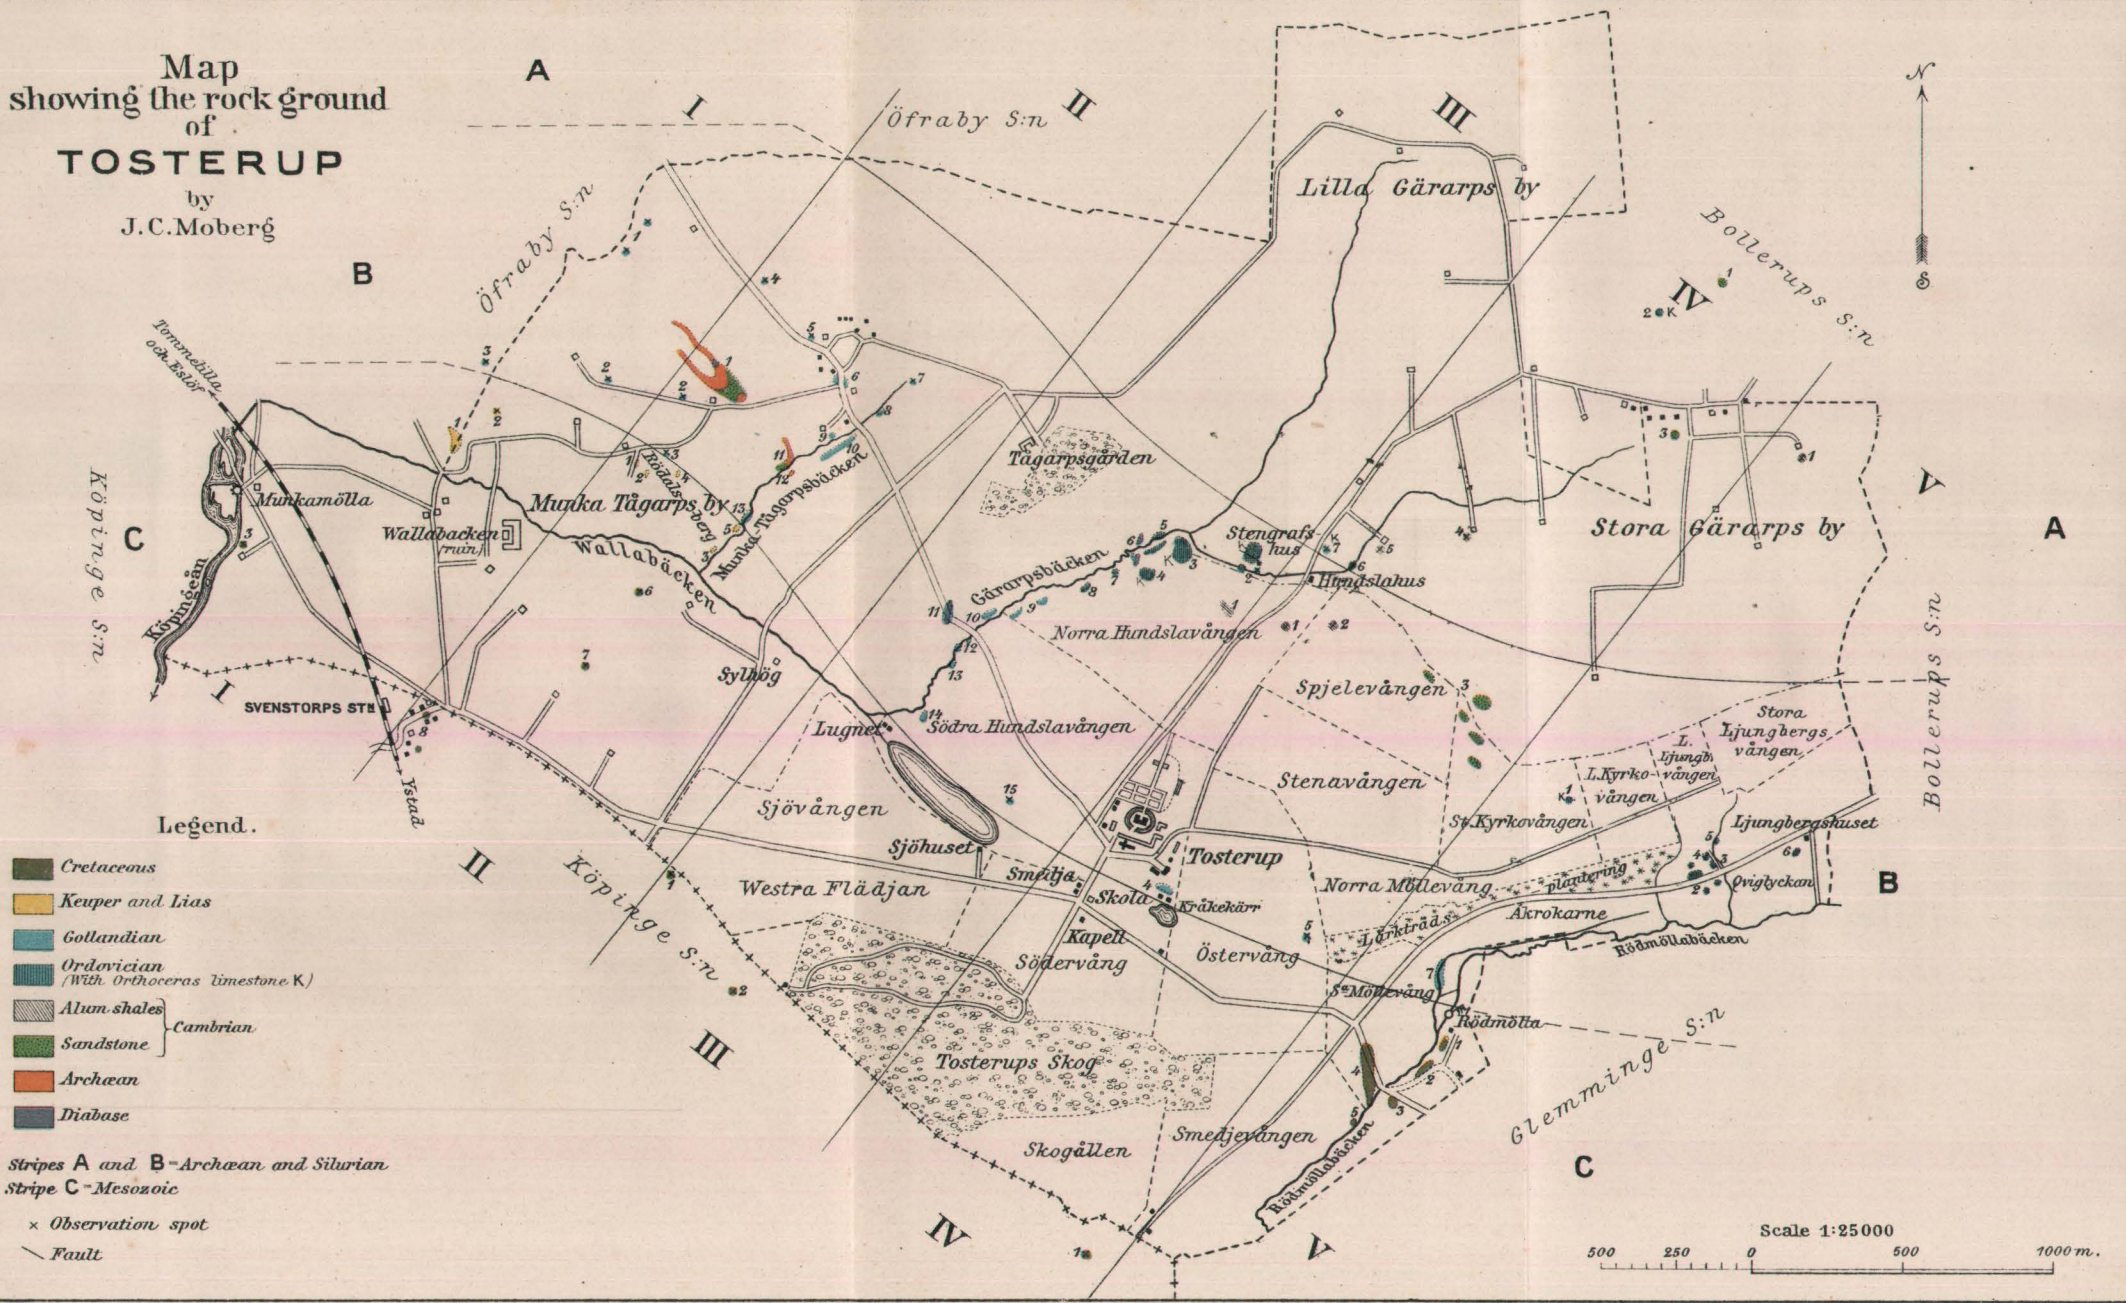 Map
showing the rock ground
of
TOSTERUP
by
J.C.Moberg
A
B
C
I
II
III
IV
V
A
B
C
I
II
III
IV
V
N
S
Öfraby S:n
Öfraby S:n
Bollerups S:n
Bollerups S:n
Köpinge S:n
Köpinge S:n
Glemminge S:n
Tommelilla
och Eslöf
Lilla Gärarps by
Stora Gärarps by
Munkamölla
Wallabacken
(ruin)
Munka Tågarps by
Rödalsberg
Munka-Tågarpsbäcken
Wallabäcken
Köpingeån
Tågarpsgården
Gärarpsbäcken
Stengrafs-
hus
Hundslahus
Norra Hundslavången
Sylhög
SVENSTORPS STN
Ystad
Lugnet
Södra Hundslavången
Spjelevången
Stenavången
Stora
Ljungbergs
vången
L.
Ljungb.
vången
L.Kyrko-
vången
St.Kyrkovången
Ljungbergshuset
Sjövången
Sjöhuset
Westra Flädjan
Smedja
Skola
Tosterup
Kråkekärr
Kapell
Södervång
Östervång
Norra Möllevång
plantering
Qviglyckan
Åkrokarne
Lärkträds-
Rödmöllabäcken
Sa Möllevång
Rödmölla
Tosterups Skog
Skogållen
Smedjevången
Rödmöllabäcken
Legend.
Cretaceous
Keuper and Lias
Gotlandian
Ordovician
(With Orthoceras limestone K)
Alum shales
Sandstone
Cambrian
Archæan
Diabase
Stripes A and B = Archæan and Silurian
Stripe C = Mesozoic
× Observation spot
Fault
Scale 1:25000
500 250 0 500 1000 m.